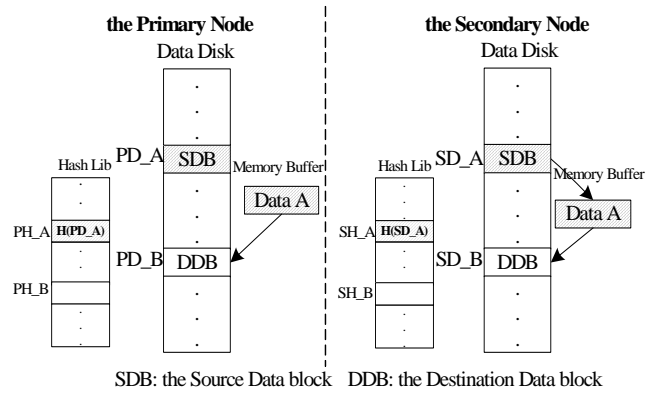 the Primary Node
Data Disk
Hash Lib
PD_A
SDB
Memory Buffer
Data A
PH_A
H(PD_A)
PD_B
DDB
PH_B
the Secondary Node
Data Disk
Hash Lib
SD_A
SDB
Memory Buffer
Data A
SH_A
H(SD_A)
SD_B
DDB
SH_B
SDB: the Source Data block DDB: the Destination Data block